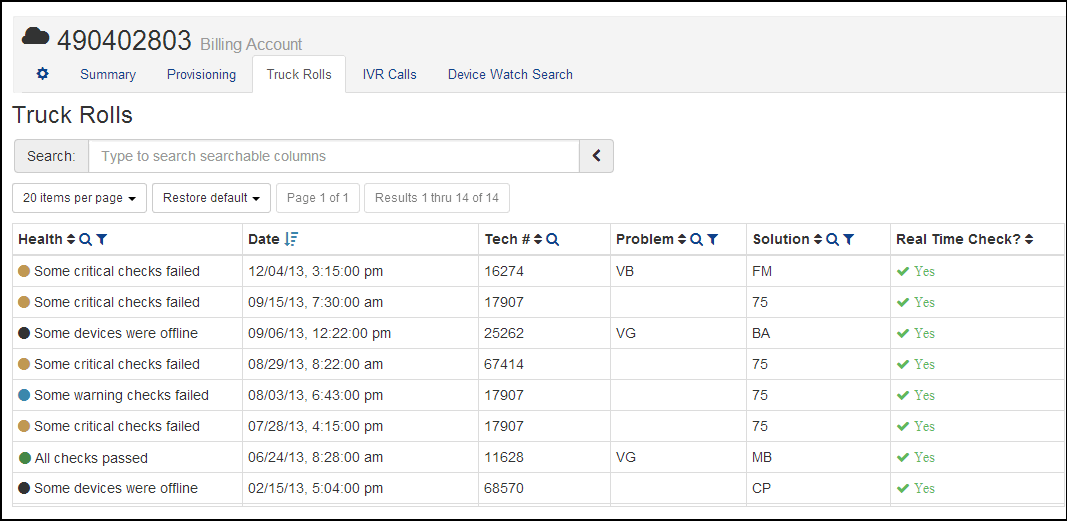 490402803 Billing Account
Summary Provisioning Truck Rolls IVR Calls Device Watch Search
Truck Rolls
Search: Type to search searchable columns
20 items per page Restore default Page 1 of 1 Results 1 thru 14 of 14
Health Date Tech # Problem Solution Real Time Check?
Some critical checks failed 12/04/13, 3:15:00 pm 16274 VB FM Yes
Some critical checks failed 09/15/13, 7:30:00 am 17907 75 Yes
Some devices were offline 09/06/13, 12:22:00 pm 25262 VG BA Yes
Some critical checks failed 08/29/13, 8:22:00 am 67414 75 Yes
Some warning checks failed 08/03/13, 6:43:00 pm 17907 75 Yes
Some critical checks failed 07/28/13, 4:15:00 pm 17907 75 Yes
All checks passed 06/24/13, 8:28:00 am 11628 VG MB Yes
Some devices were offline 02/15/13, 5:04:00 pm 68570 CP Yes